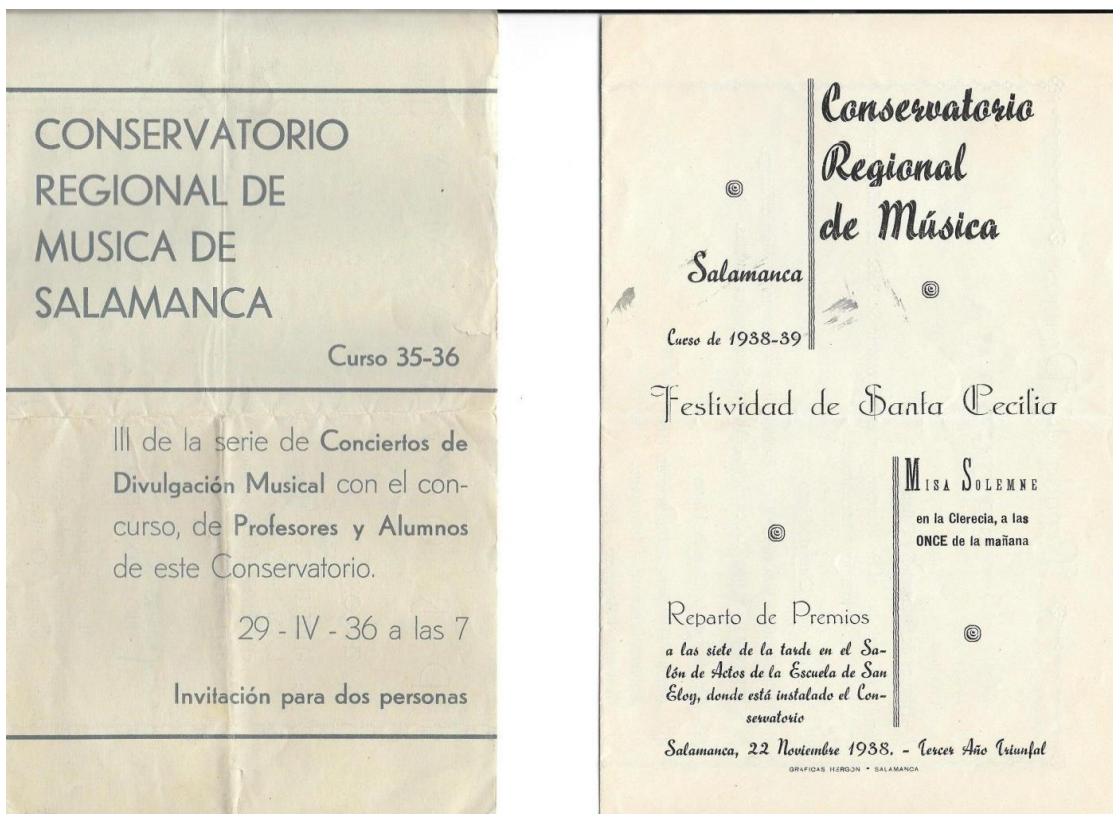 CONSERVATORIO
REGIONAL DE
MUSICA DE
SALAMANCA
Curso 35-36
III de la serie de Conciertos de
Divulgación Musical con el con-
curso, de Profesores y Alumnos
de este Conservatorio.
29 - IV - 36 a las 7
Invitación para dos personas
Conservatorio
Regional
de Música
Salamanca
Curso de 1938-39
Festividad de Santa Cecilia
MISA SOLEMNE
en la Clerecia, a las
ONCE de la mañana
Reparto de Premios
a las siete de la tarde en el Sa-
lón de Actos de la Escuela de San
Eloy, donde está instalado el Con-
servatorio
Salamanca, 22 Noviembre 1938. - Tercer Año Triunfal
GRAFICAS HERGON * SALAMANCA